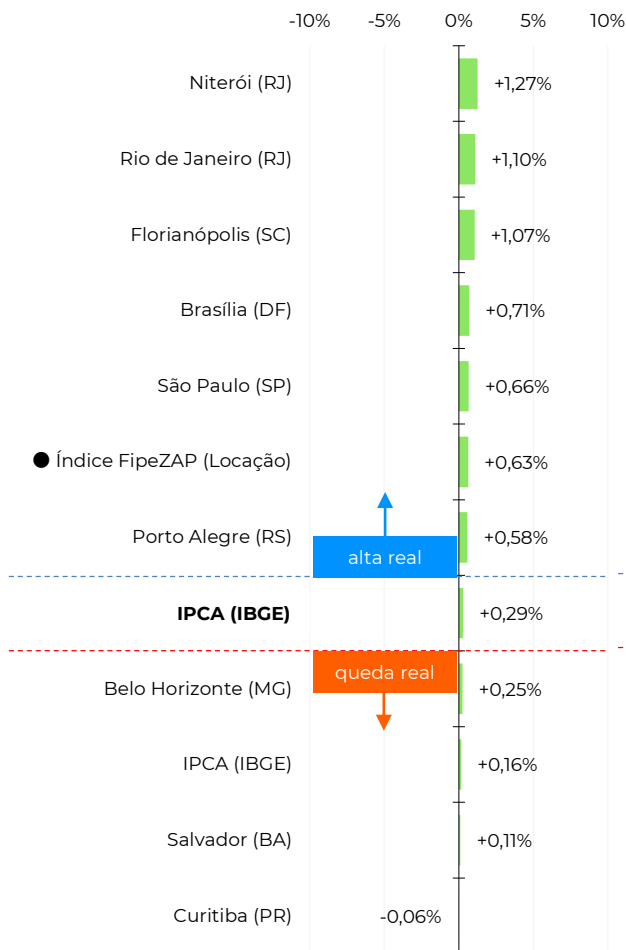 -10% -5% 0% 5% 10%
Niterói (RJ) +1,27%
Rio de Janeiro (RJ) +1,10%
Florianópolis (SC) +1,07%
Brasília (DF) +0,71%
São Paulo (SP) +0,66%
Índice FipeZAP (Locação) +0,63%
Porto Alegre (RS) +0,58%
alta real
IPCA (IBGE) +0,29%
queda real
Belo Horizonte (MG) +0,25%
IPCA (IBGE) +0,16%
Salvador (BA) +0,11%
Curitiba (PR) -0,06%